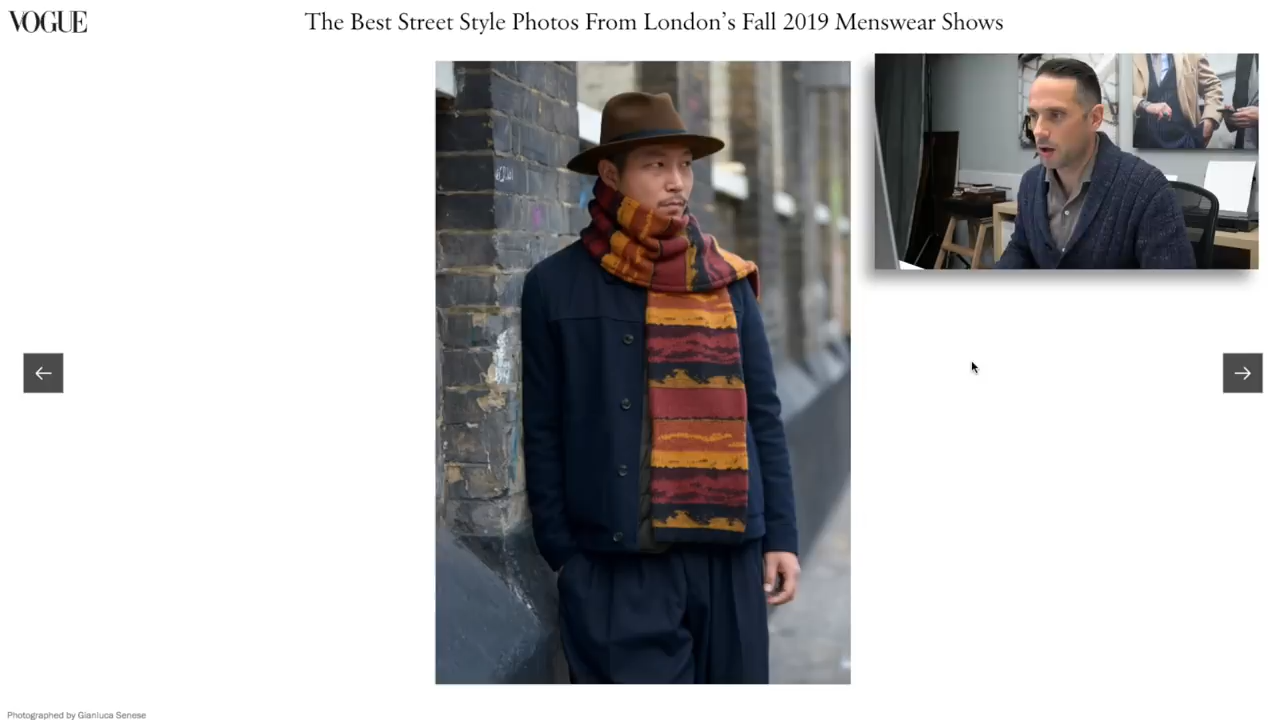 VOGUE
The Best Street Style Photos From London's Fall 2019 Menswear Shows
Photographed by Gianluca Senese